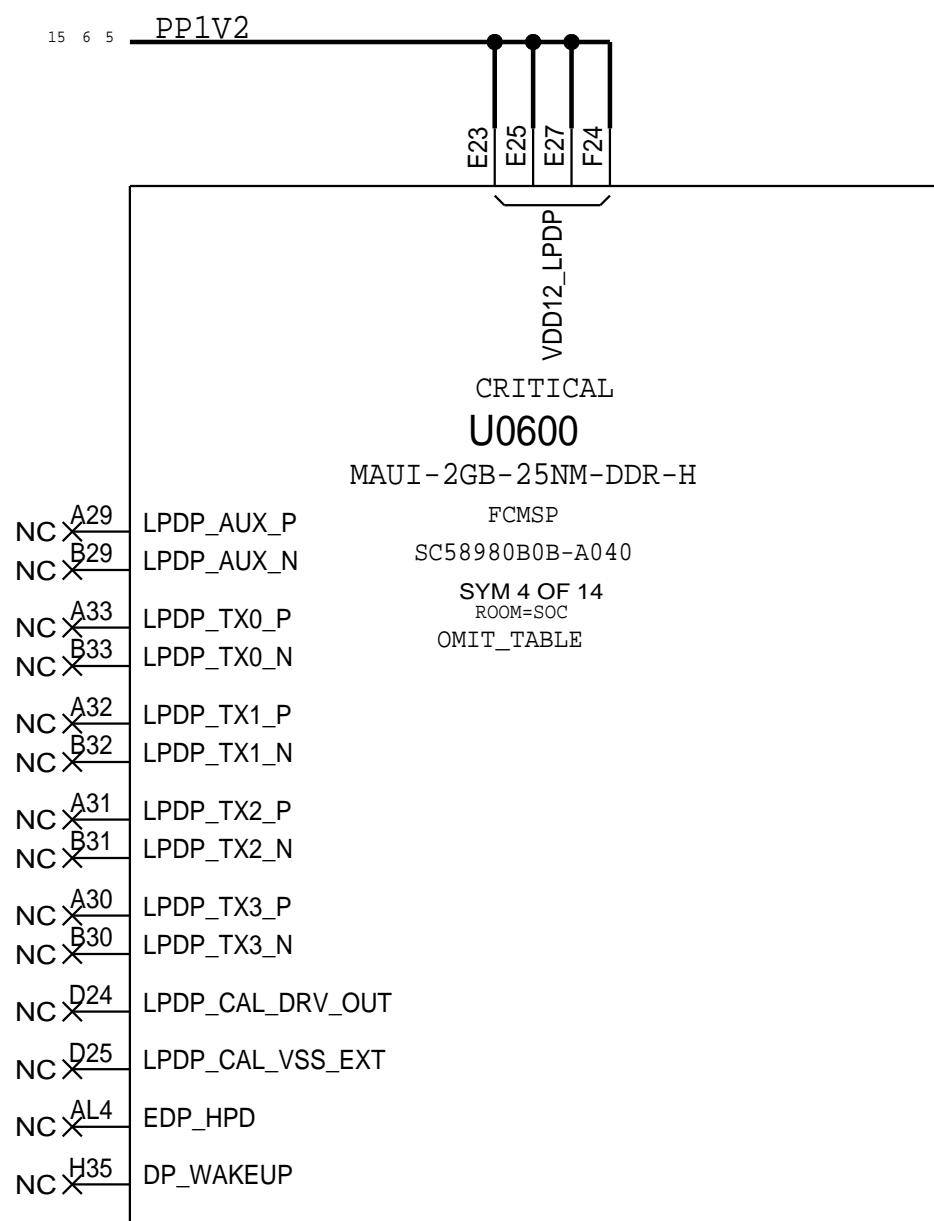 15 6 5 PP1V2
E23
E25
E27
F24
VDD12_LPDP
CRITICAL
U0600
MAUI-2GB-25NM-DDR-H
FCMSP
SC58980B0B-A040
SYM 4 OF 14
ROOM=SOC
OMIT_TABLE
NC A29 LPDP_AUX_P
NC B29 LPDP_AUX_N
NC A33 LPDP_TX0_P
NC B33 LPDP_TX0_N
NC A32 LPDP_TX1_P
NC B32 LPDP_TX1_N
NC A31 LPDP_TX2_P
NC B31 LPDP_TX2_N
NC A30 LPDP_TX3_P
NC B30 LPDP_TX3_N
NC D24 LPDP_CAL_DRV_OUT
NC D25 LPDP_CAL_VSS_EXT
NC AL4 EDP_HPD
NC H35 DP_WAKEUP